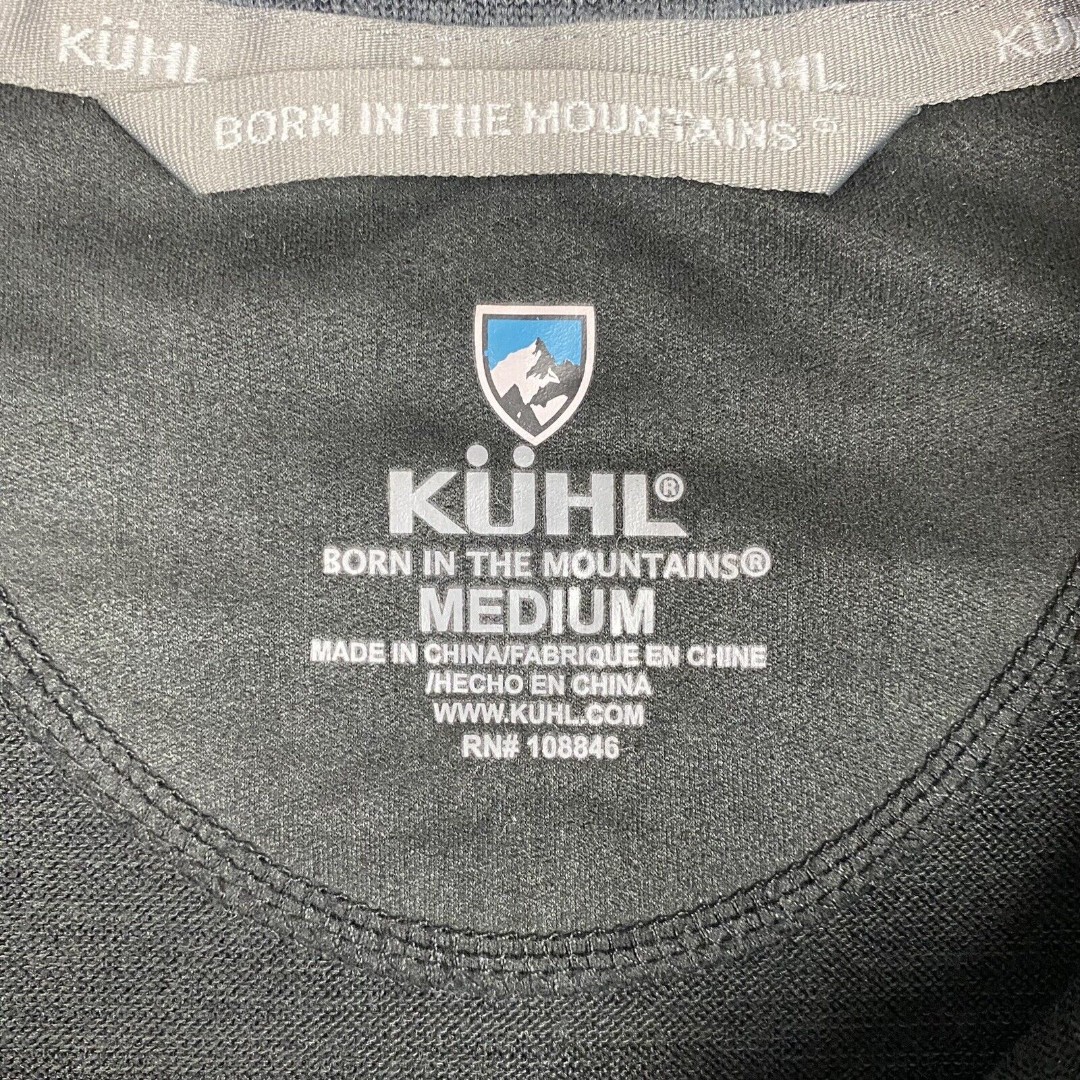 KÜHL KÜHL KÜ
BORN IN THE MOUNTAINS®
KÜHL®
BORN IN THE MOUNTAINS®
MEDIUM
MADE IN CHINA/FABRIQUE EN CHINE
/HECHO EN CHINA
WWW.KUHL.COM
RN# 108846